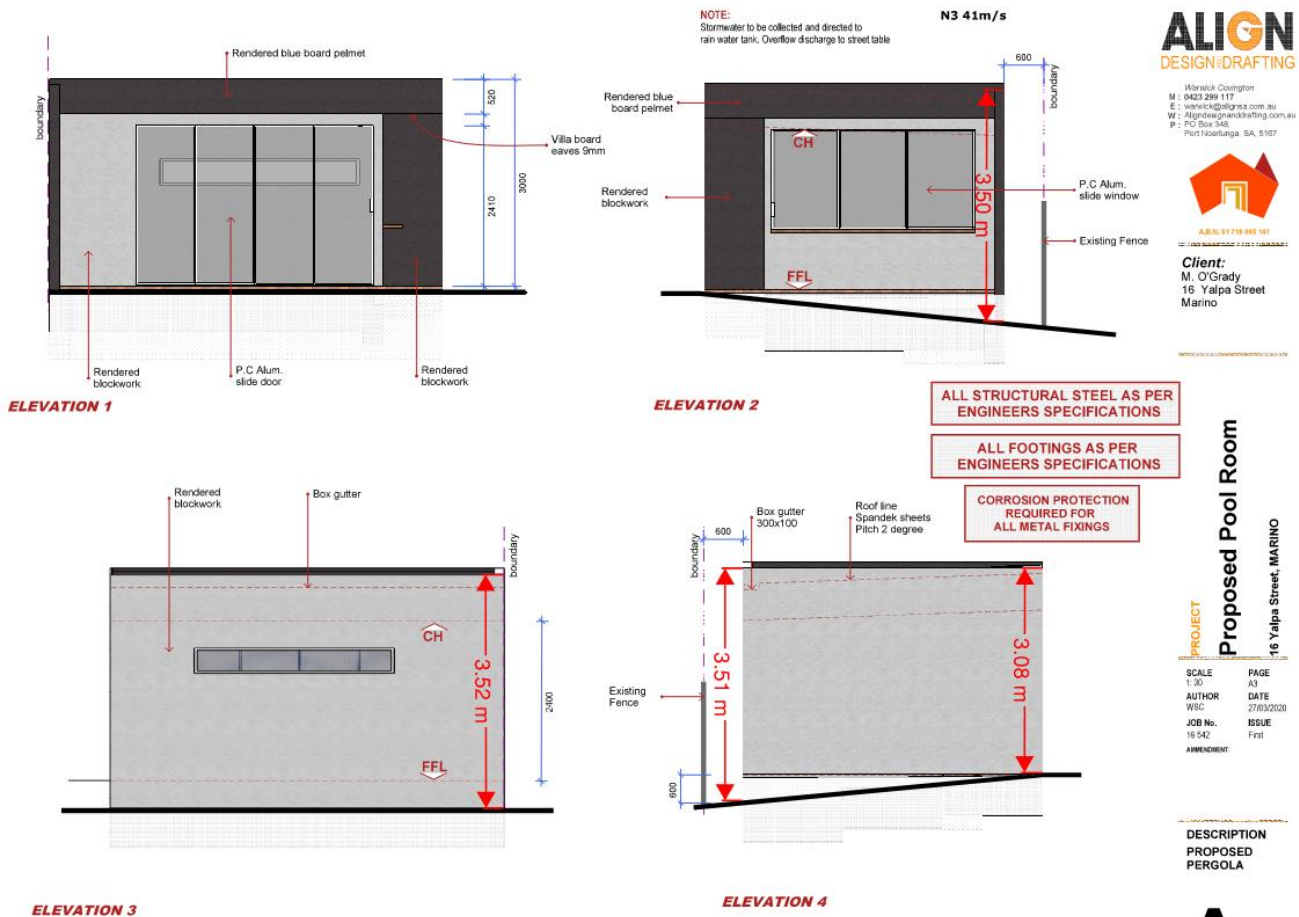 NOTE:
Stormwater to be collected and directed to
rain water tank. Overflow discharge to street table
N3 41m/s
ALIGN
DESIGN AND DRAFTING
Warwick Covington
M : 0423 299 117
E : warwick@alignsa.com.au
W : Aligndesignanddrafting.com.au
P : PO Box 348,
Port Noarlunga, SA, 5167
A.B.N: 51 719 065 141
Client:
M. O'Grady
16 Yalpa Street
Marino
boundary
Rendered blue board pelmet
520
Villa board
eaves 9mm
3000
2410
Rendered
blockwork
P.C Alum.
slide door
Rendered
blockwork
ELEVATION 1
600
boundary
Rendered blue
board pelmet
CH
Rendered
blockwork
3.50 m
P.C Alum.
slide window
Existing Fence
FFL
ELEVATION 2
ALL STRUCTURAL STEEL AS PER
ENGINEERS SPECIFICATIONS
ALL FOOTINGS AS PER
ENGINEERS SPECIFICATIONS
CORROSION PROTECTION
REQUIRED FOR
ALL METAL FIXINGS
Rendered
blockwork
Box gutter
boundary
CH
3.52 m
2400
FFL
ELEVATION 3
Box gutter
300x100
Roof line
Spandek sheets
Pitch 2 degree
600
boundary
3.51 m
3.08 m
Existing
Fence
600
ELEVATION 4
PROJECT
Proposed Pool Room
16 Yalpa Street, MARINO
SCALE
1: 30
PAGE
A3
AUTHOR
WSC
DATE
27/03/2020
JOB No.
16 542
ISSUE
First
AMMENDMENT:
DESCRIPTION
PROPOSED
PERGOLA